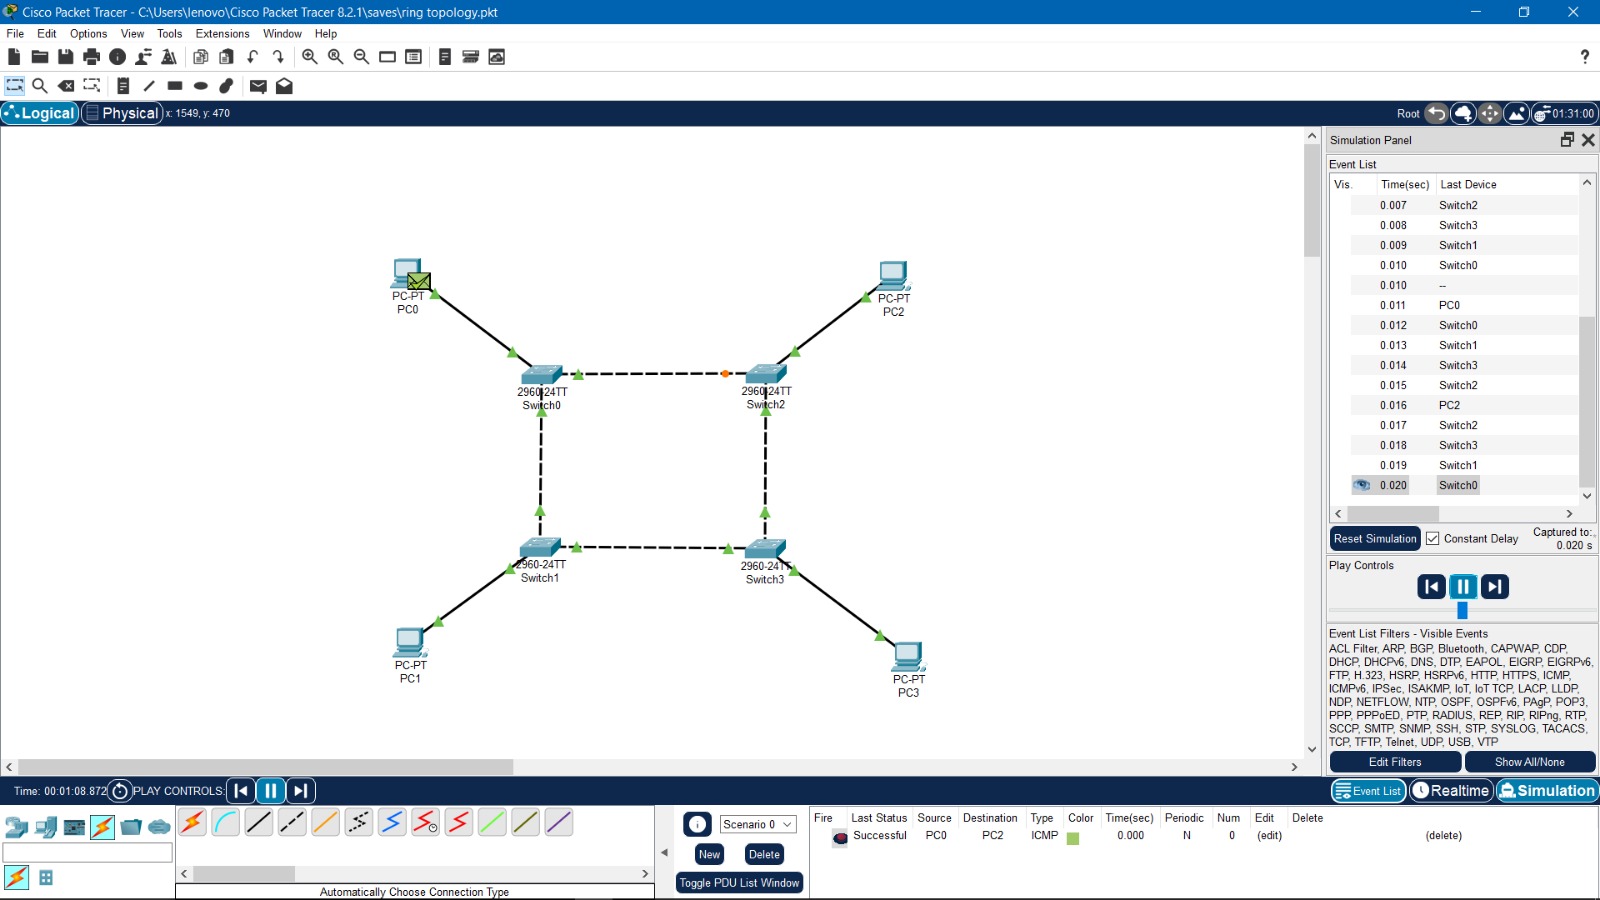 Cisco Packet Tracer - C:\Users\lenovo\Cisco Packet Tracer 8.2.1\saves\ring topology.pkt
File Edit Options View Tools Extensions Window Help
Logical Physical x: 1549, y: 470 Root 01:31:00
PC-PT
PC0
PC-PT
PC2
2960-24TT
Switch0
2960-24TT
Switch2
2960-24TT
Switch1
2960-24TT
Switch3
PC-PT
PC1
PC-PT
PC3
Simulation Panel
Event List
Vis. Time(sec) Last Device
0.007 Switch2
0.008 Switch3
0.009 Switch1
0.010 Switch0
0.010 --
0.011 PC0
0.012 Switch0
0.013 Switch1
0.014 Switch3
0.015 Switch2
0.016 PC2
0.017 Switch2
0.018 Switch3
0.019 Switch1
0.020 Switch0
Reset Simulation Constant Delay Captured to:
0.020 s
Play Controls
Event List Filters - Visible Events
ACL Filter, ARP, BGP, Bluetooth, CAPWAP, CDP,
DHCP, DHCPv6, DNS, DTP, EAPOL, EIGRP, EIGRPv6,
FTP, H.323, HSRP, HSRPv6, HTTP, HTTPS, ICMP,
ICMPv6, IPSec, ISAKMP, IoT, IoT TCP, LACP, LLDP,
NDP, NETFLOW, NTP, OSPF, OSPFv6, PAgP, POP3,
PPP, PPPoED, PTP, RADIUS, REP, RIP, RIPng, RTP,
SCCP, SMTP, SNMP, SSH, STP, SYSLOG, TACACS,
TCP, TFTP, Telnet, UDP, USB, VTP
Edit Filters Show All/None
Time: 00:01:08.872 PLAY CONTROLS: Event List Realtime Simulation
Scenario 0
New Delete
Toggle PDU List Window
Fire Last Status Source Destination Type Color Time(sec) Periodic Num Edit Delete
Successful PC0 PC2 ICMP 0.000 N 0 (edit) (delete)
Automatically Choose Connection Type